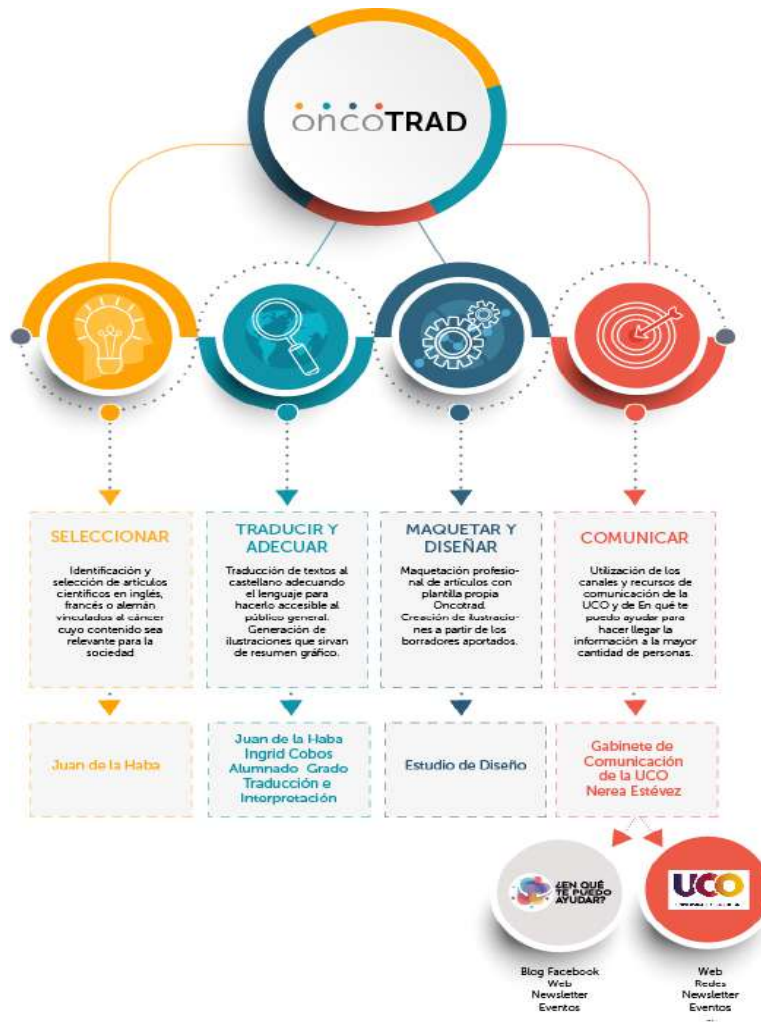 oncoTRAD
SELECCIONAR
Identificación y
selección de artículos
científicos en inglés,
francés o alemán
vinculados al cáncer
cuyo contenido sea
relevante para la
sociedad
Juan de la Haba
TRADUCIR Y
ADECUAR
Traducción de textos al
castellano adecuando
el lenguaje para
hacerlo accesible al
público general.
Generación de
ilustraciones que sirvan
de resumen gráfico.
Juan de la Haba
Ingrid Cobos
Alumnado Grado
Traducción e
Interpretación
MAQUETAR Y
DISEÑAR
Maquetación profesio-
nal de artículos con
plantilla propia
Oncotrad.
Creación de ilustracio-
nes a partir de los
borradores aportados.
Estudio de Diseño
COMUNICAR
Utilización de los
canales y recursos de
comunicación de la
UCO y de En qué te
puedo ayudar para
hacer llegar la
información a la mayor
cantidad de personas.
Gabinete de
Comunicación
de la UCO
Nerea Estévez
¿EN QUÉ
TE PUEDO
AYUDAR?
Blog Facebook
Web
Newsletter
Eventos
UCO
Web
Redes
Newsletter
Eventos